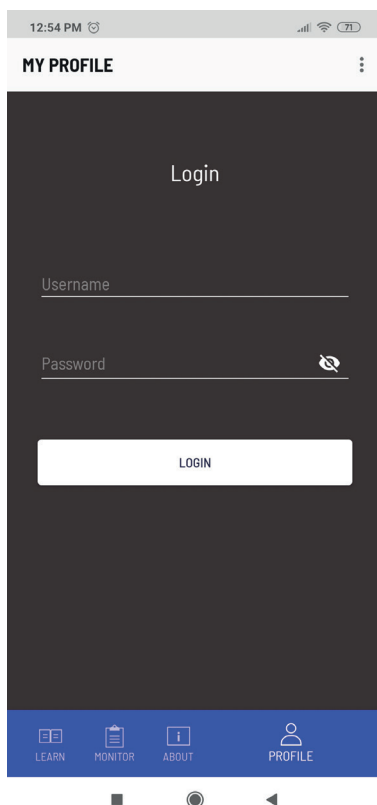 12:54 PM 71
MY PROFILE
Login
Username
Password
LOGIN
LEARN MONITOR ABOUT PROFILE